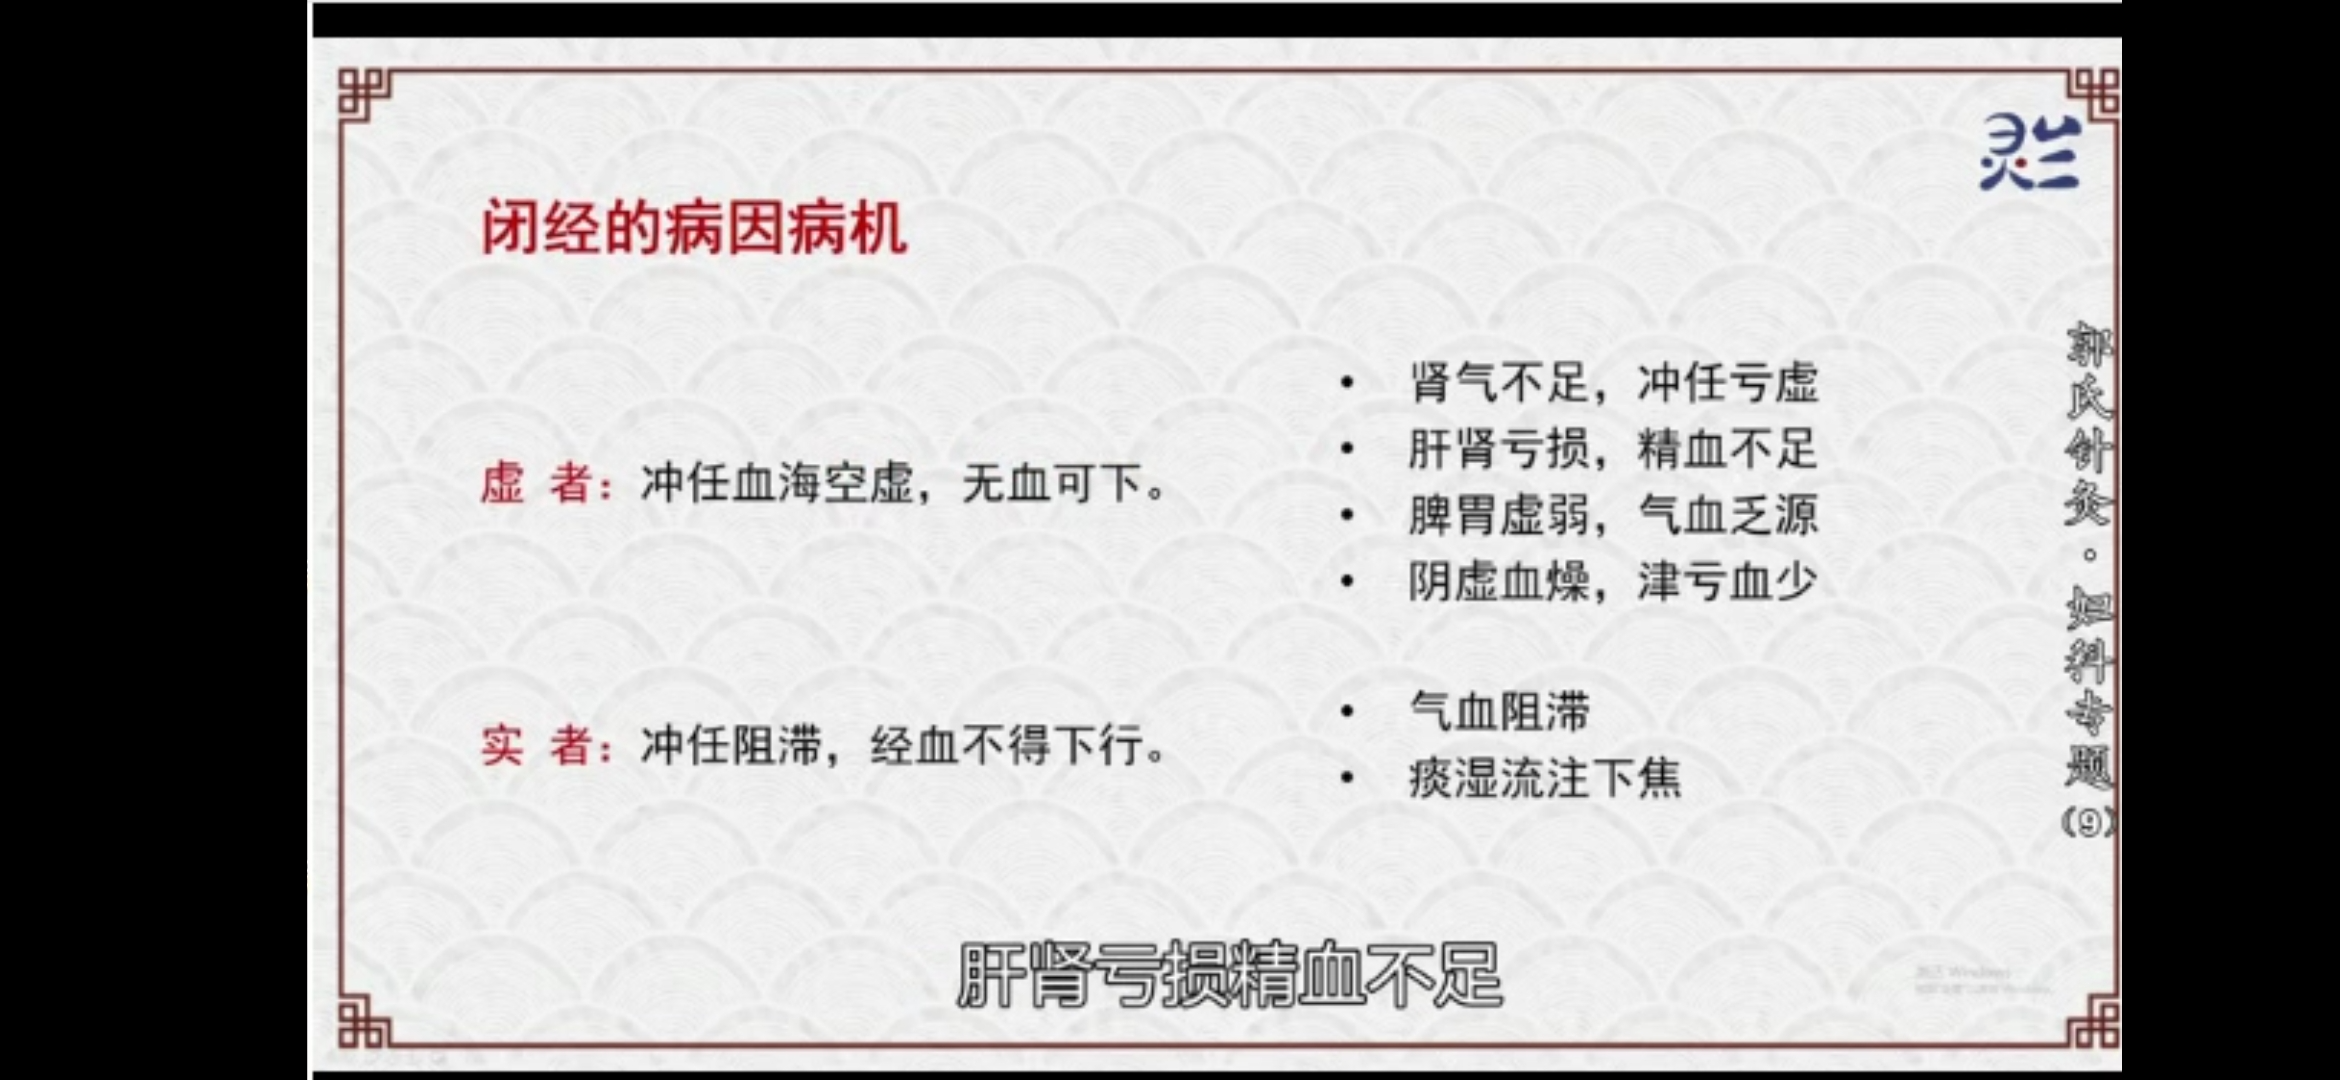 灵兰
闭经的病因病机
虚 者：冲任血海空虚，无血可下。
• 肾气不足，冲任亏虚
• 肝肾亏损，精血不足
• 脾胃虚弱，气血乏源
• 阴虚血燥，津亏血少
实 者：冲任阻滞，经血不得下行。
• 气血阻滞
• 痰湿流注下焦
郭氏针灸·妇科专题(9)
肝肾亏损精血不足
激活 Windows